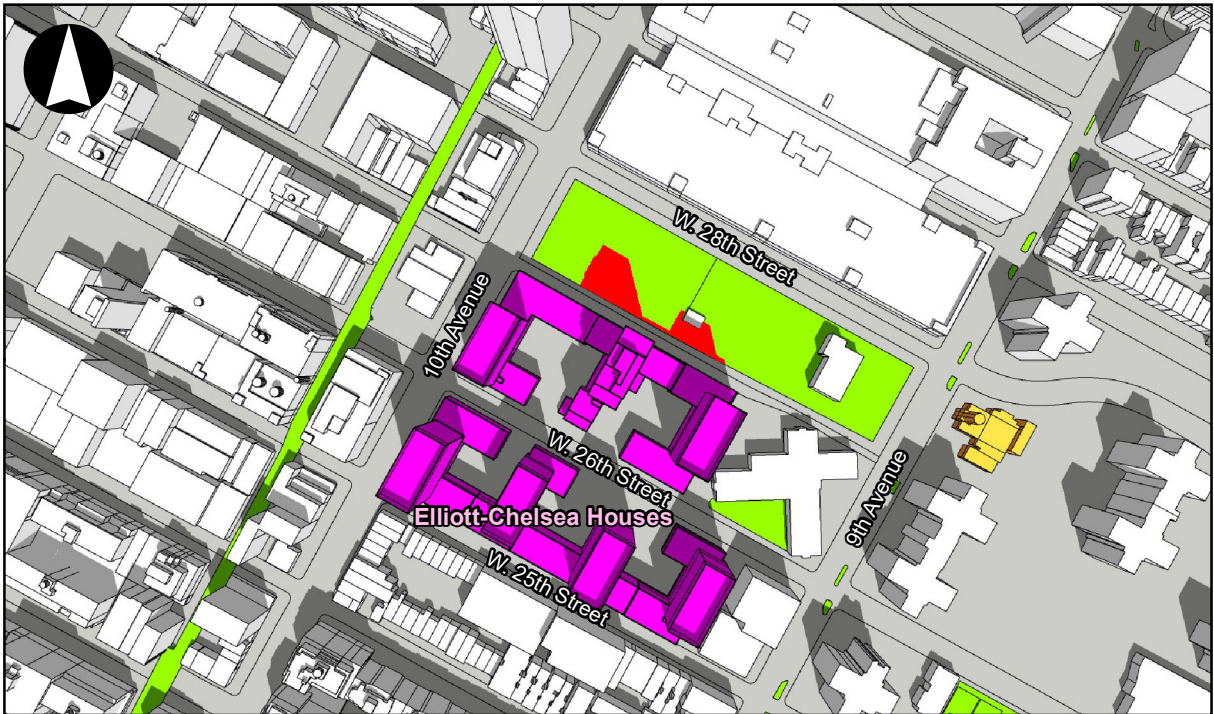 W. 28th Street
10th Avenue
W. 26th Street
9th Avenue
Elliott-Chelsea Houses
W. 25th Street